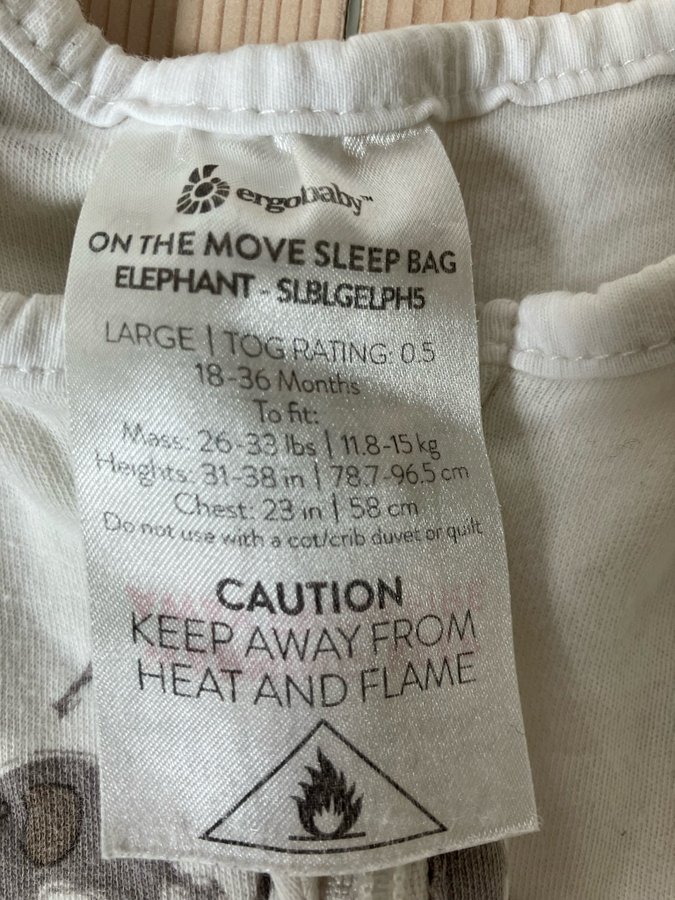 ergobaby™
ON THE MOVE SLEEP BAG
ELEPHANT - SLBLGELPH5
LARGE | TOG RATING: 0.5
18-36 Months
To fit:
Mass: 26-33 lbs | 11.8-15 kg
Heights: 31-38 in | 78.7-96.5 cm
Chest: 23 in | 58 cm
Do not use with a cot/crib duvet or quilt
CAUTION
KEEP AWAY FROM
HEAT AND FLAME